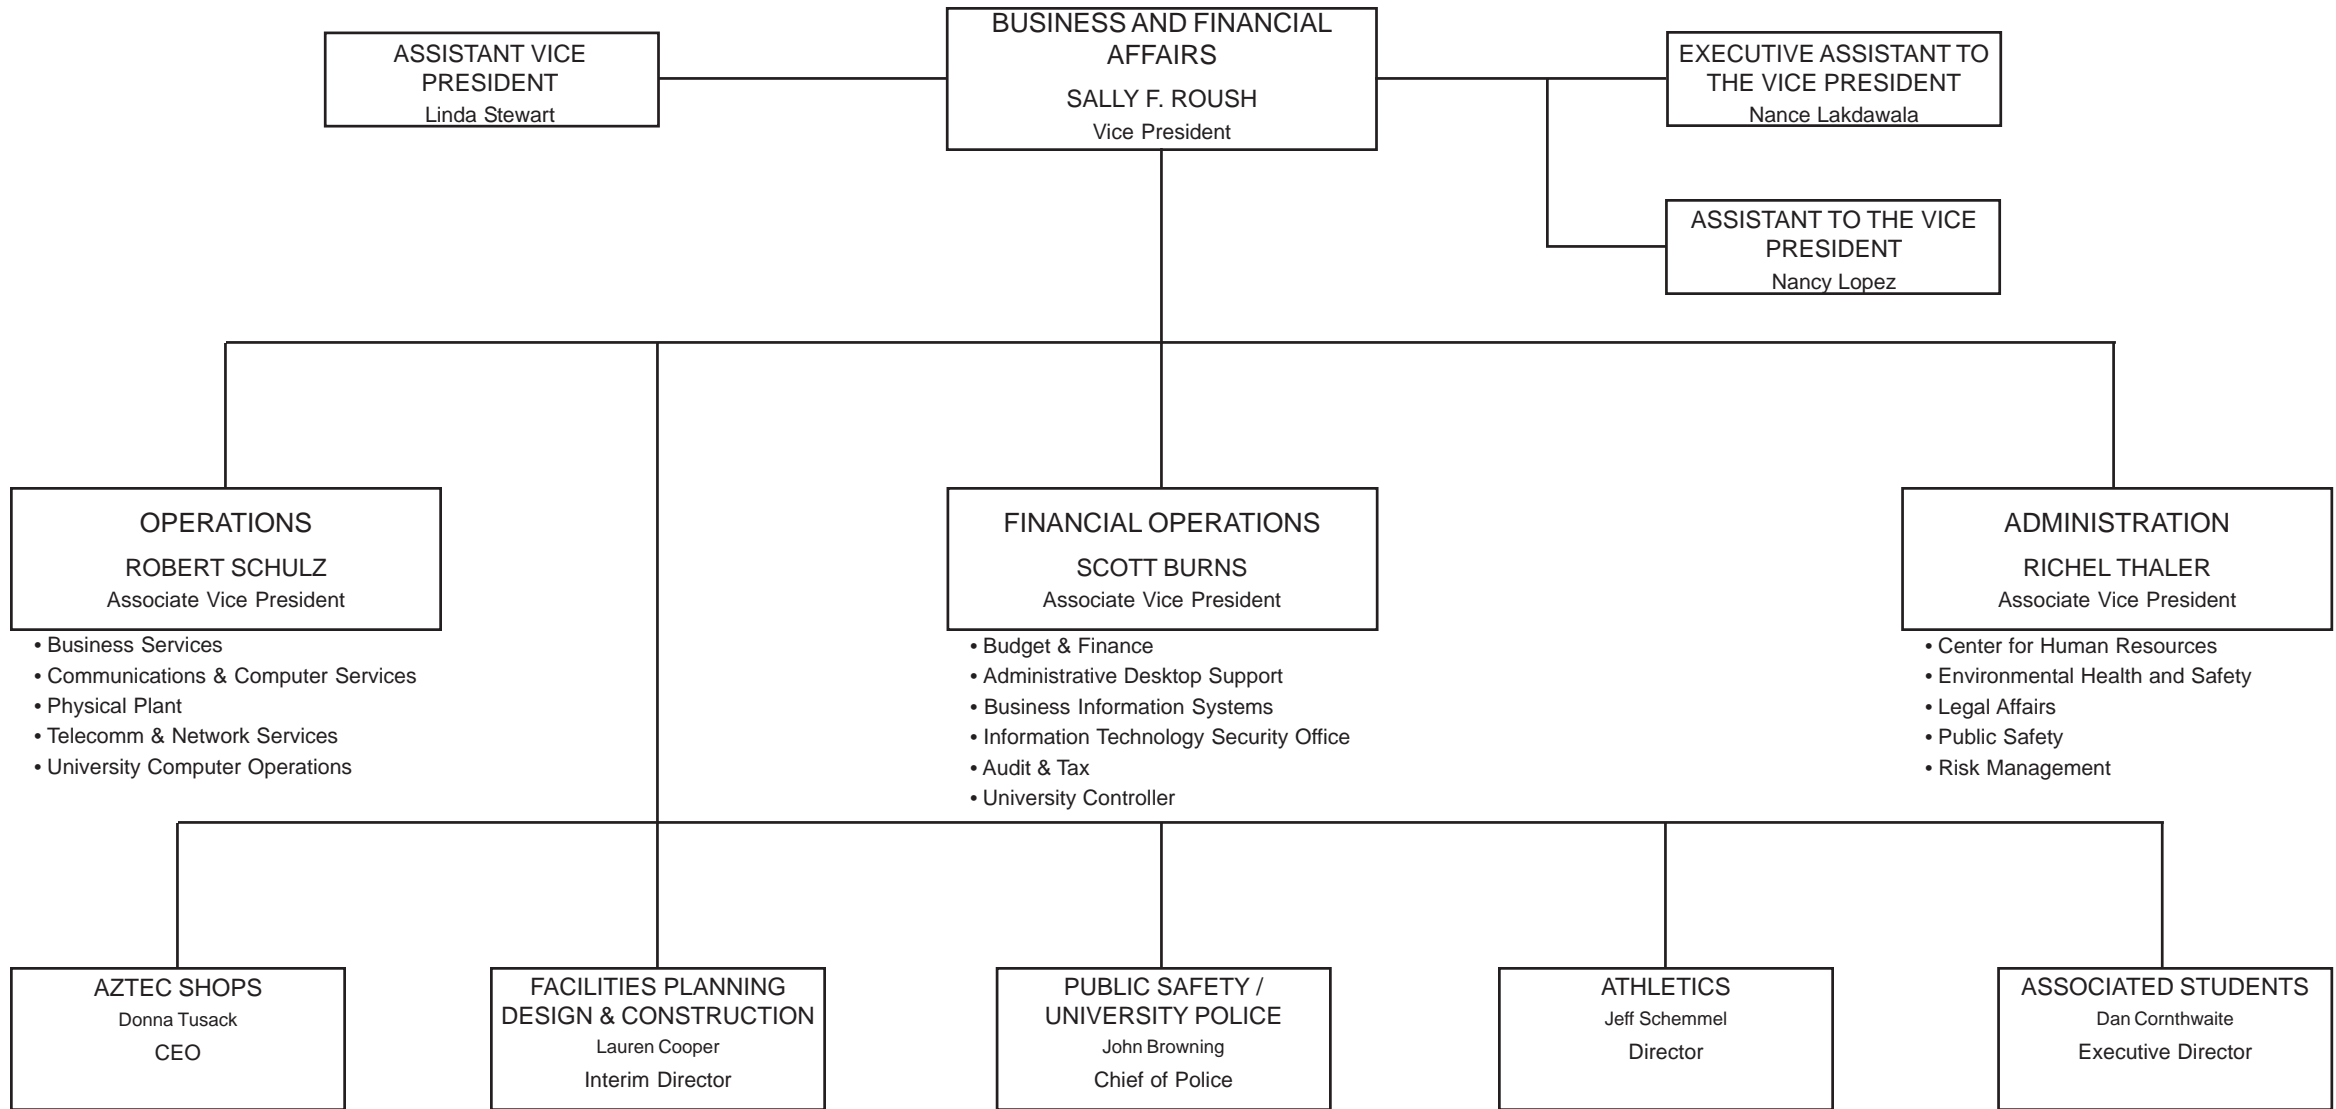 BUSINESS AND FINANCIAL
AFFAIRS
SALLY F. ROUSH
Vice President
ASSISTANT VICE
PRESIDENT
Linda Stewart
EXECUTIVE ASSISTANT TO
THE VICE PRESIDENT
Nance Lakdawala
ASSISTANT TO THE VICE
PRESIDENT
Nancy Lopez
OPERATIONS
ROBERT SCHULZ
Associate Vice President
• Business Services
• Communications & Computer Services
• Physical Plant
• Telecomm & Network Services
• University Computer Operations
FINANCIAL OPERATIONS
SCOTT BURNS
Associate Vice President
• Budget & Finance
• Administrative Desktop Support
• Business Information Systems
• Information Technology Security Office
• Audit & Tax
• University Controller
ADMINISTRATION
RICHEL THALER
Associate Vice President
• Center for Human Resources
• Environmental Health and Safety
• Legal Affairs
• Public Safety
• Risk Management
AZTEC SHOPS
Donna Tusack
CEO
FACILITIES PLANNING
DESIGN & CONSTRUCTION
Lauren Cooper
Interim Director
PUBLIC SAFETY /
UNIVERSITY POLICE
John Browning
Chief of Police
ATHLETICS
Jeff Schemmel
Director
ASSOCIATED STUDENTS
Dan Cornthwaite
Executive Director